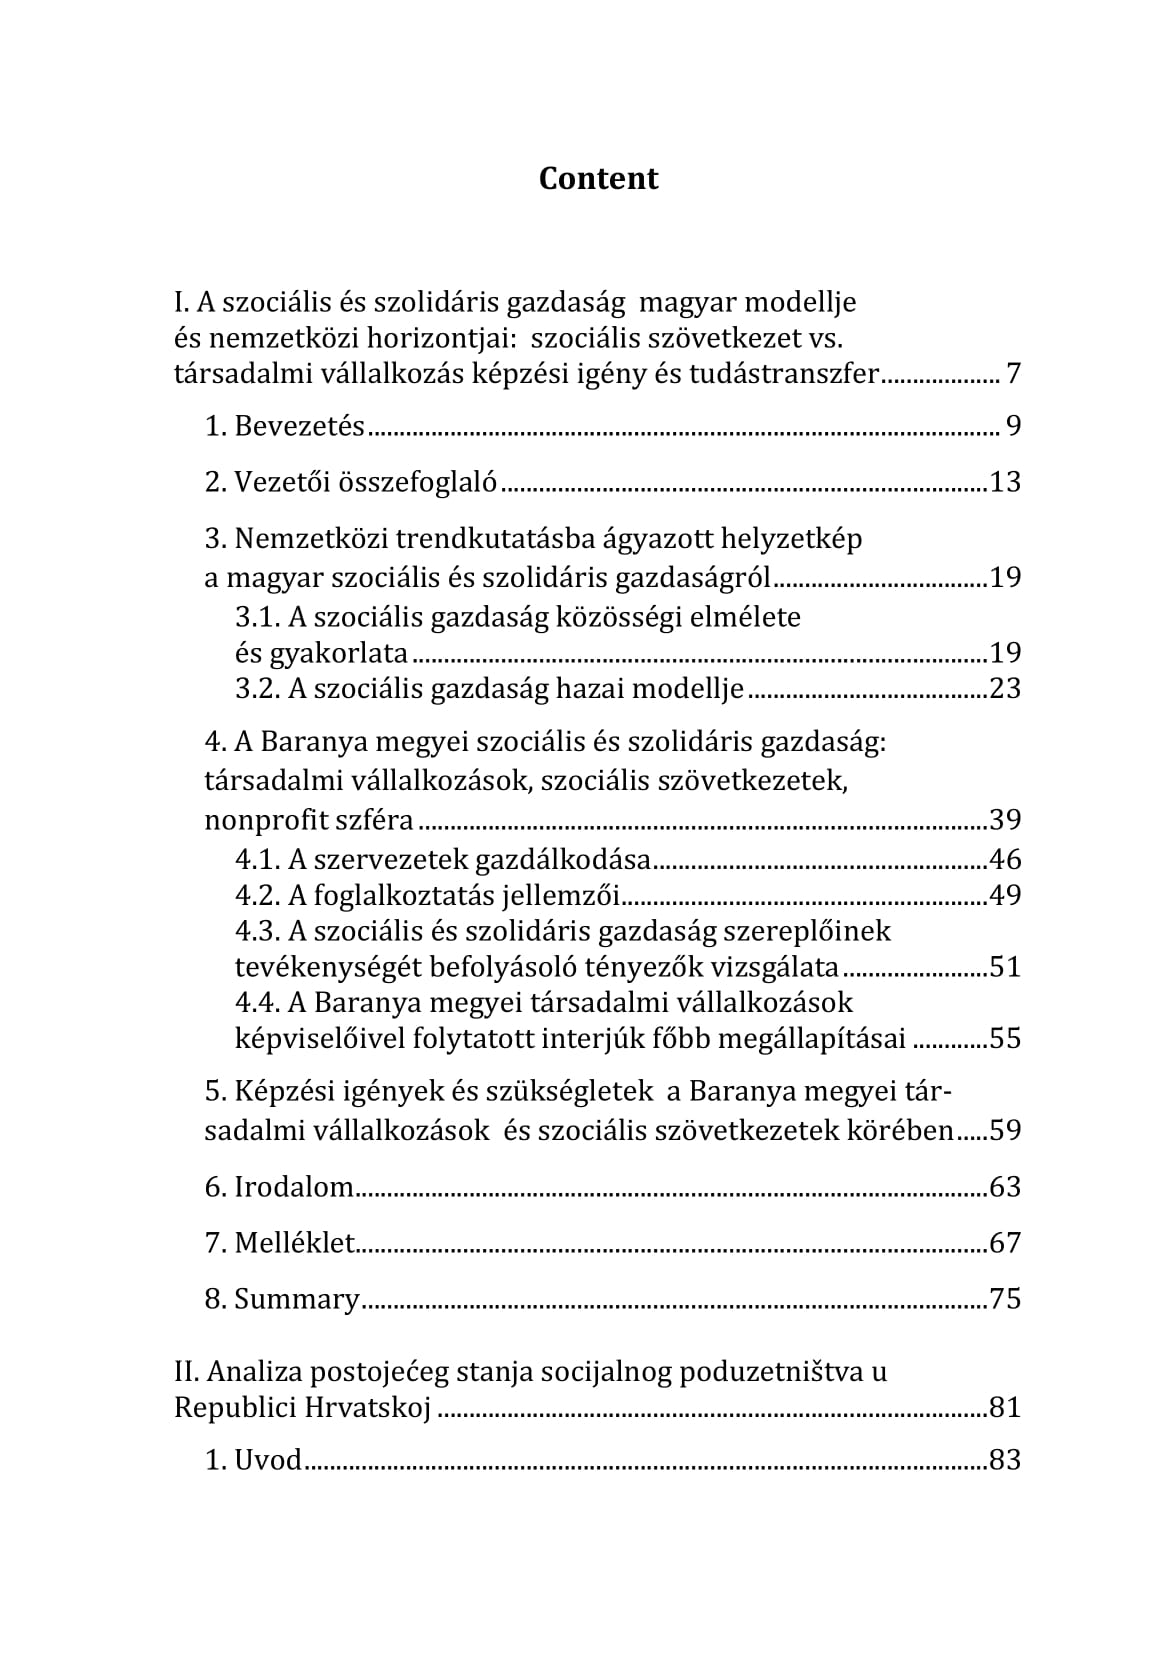 Content
I. A szociális és szolidáris gazdaság  magyar modellje
és nemzetközi horizontjai:  szociális szövetkezet vs.
társadalmi vállalkozás képzési igény és tudástranszfer................... 7
1. Bevezetés.................................................................................................... 9
2. Vezetői összefoglaló.............................................................................13
3. Nemzetközi trendkutatásba ágyazott helyzetkép
a magyar szociális és szolidáris gazdaságról..................................19
3.1. A szociális gazdaság közösségi elmélete
és gyakorlata...........................................................................................19
3.2. A szociális gazdaság hazai modellje......................................23
4. A Baranya megyei szociális és szolidáris gazdaság:
társadalmi vállalkozások, szociális szövetkezetek,
nonprofit szféra..........................................................................................39
4.1. A szervezetek gazdálkodása.....................................................46
4.2. A foglalkoztatás jellemzői..........................................................49
4.3. A szociális és szolidáris gazdaság szereplőinek
tevékenységét befolyásoló tényezők vizsgálata.......................51
4.4. A Baranya megyei társadalmi vállalkozások
képviselőivel folytatott interjúk főbb megállapításai ............55
5. Képzési igények és szükségletek  a Baranya megyei tár-
sadalmi vállalkozások  és szociális szövetkezetek körében.....59
6. Irodalom....................................................................................................63
7. Melléklet....................................................................................................67
8. Summary...................................................................................................75
II. Analiza postojećeg stanja socijalnog poduzetništva u
Republici Hrvatskoj.......................................................................................81
1. Uvod............................................................................................................83